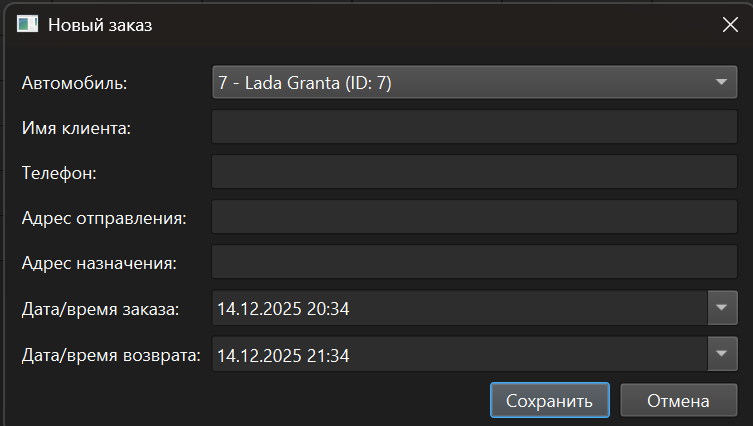 Новый заказ
Автомобиль: 7 - Lada Granta (ID: 7)
Имя клиента:
Телефон:
Адрес отправления:
Адрес назначения:
Дата/время заказа: 14.12.2025 20:34
Дата/время возврата: 14.12.2025 21:34
Сохранить Отмена